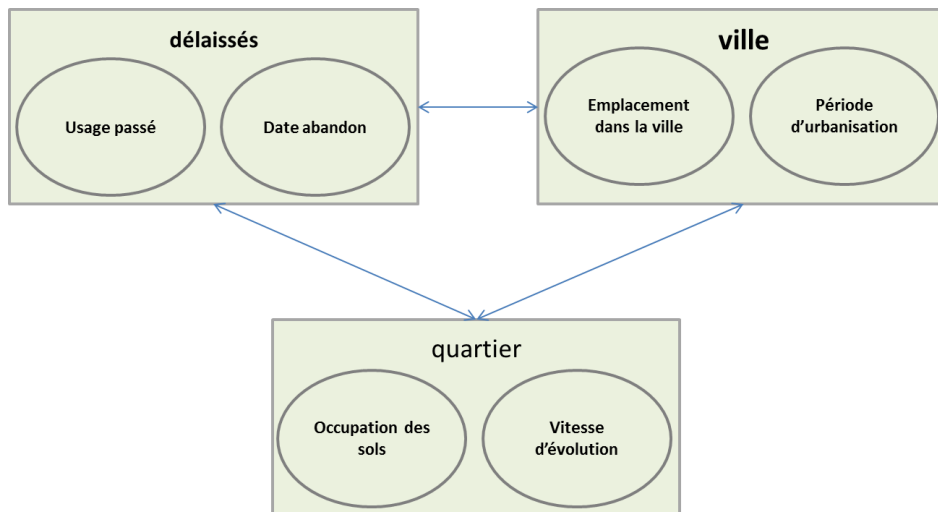 délaissés
Usage passé
Date abandon
ville
Emplacement
dans la ville
Période
d’urbanisation
quartier
Occupation des
sols
Vitesse
d’évolution